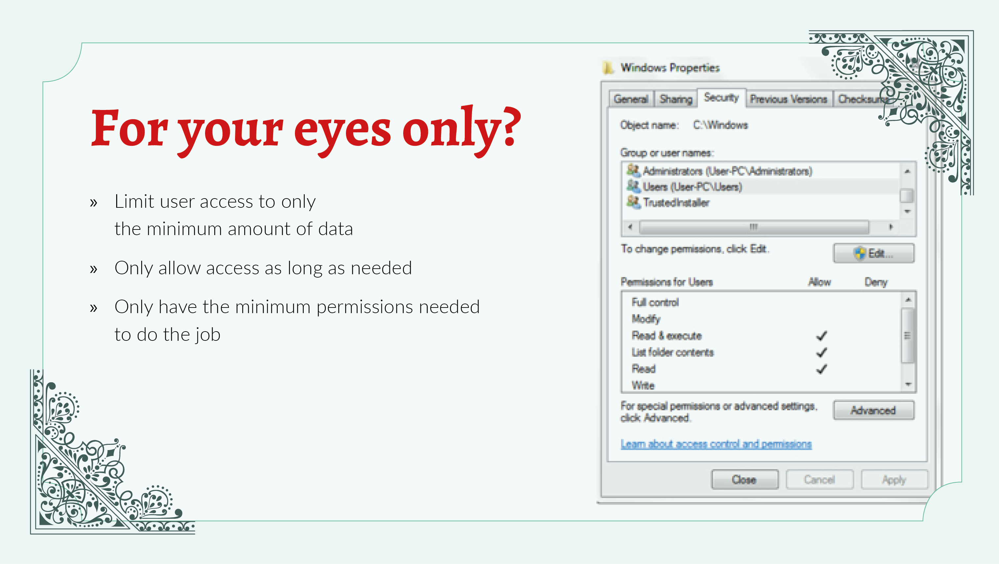 For your eyes only?
» Limit user access to only
the minimum amount of data
» Only allow access as long as needed
» Only have the minimum permissions needed
to do the job
Windows Properties
General Sharing Security Previous Versions Checksums
Object name: C:\Windows
Group or user names:
Administrators (User-PC\Administrators)
Users (User-PC\Users)
TrustedInstaller
To change permissions, click Edit. Edit...
Permissions for Users Allow Deny
Full control
Modify
Read & execute ✓
List folder contents ✓
Read ✓
Write
For special permissions or advanced settings, Advanced
click Advanced.
Learn about access control and permissions
Close Cancel Apply